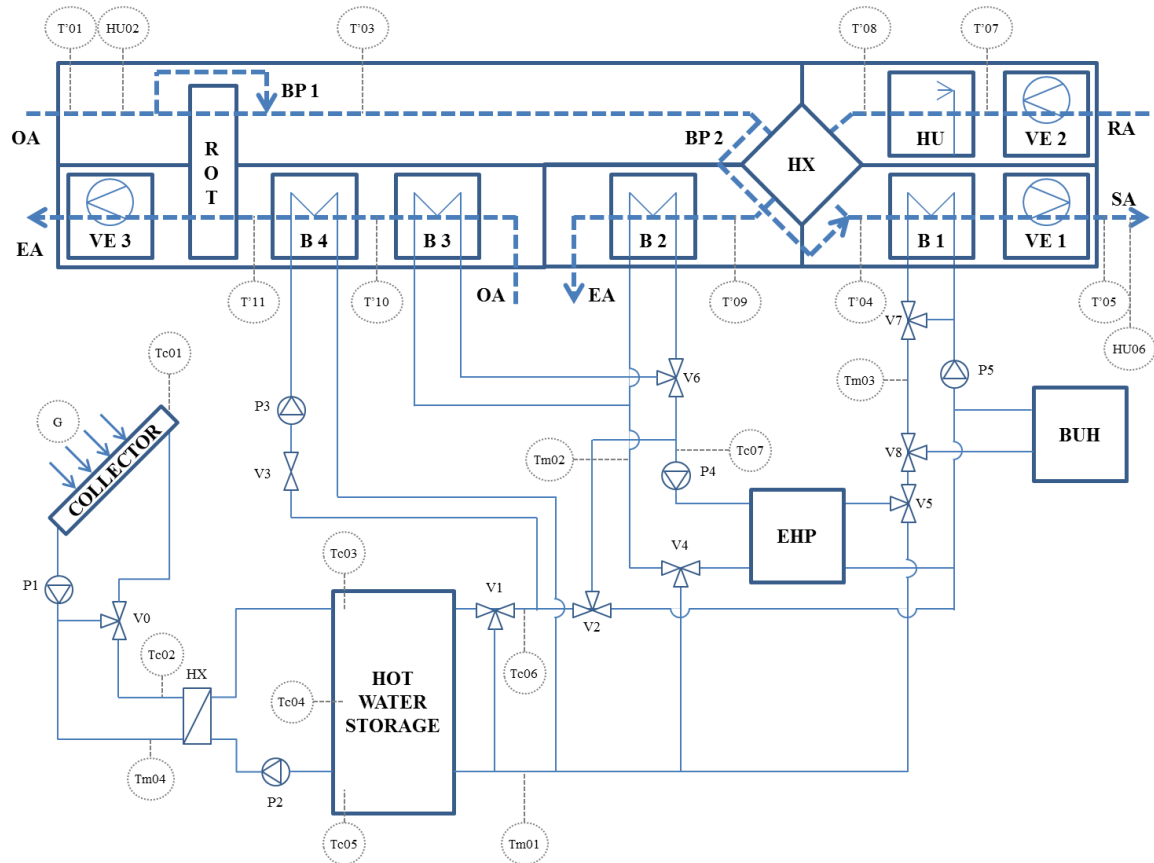 T'01
HU02
T'03
T'08
T'07
BP 1
OA
ROT
BP 2
HX
HU
VE 2
RA
SA
EA
VE 3
B 4
B 3
B 2
B 1
VE 1
T'11
T'10
OA
EA
T'09
T'04
T'05
HU06
Tc01
V7
V6
Tm03
P5
G
COLLECTOR
P3
BUH
V8
Tm02
Tc07
V3
P4
V5
EHP
Tc03
V4
V1
P1
V0
V2
Tc02
HX
Tc06
Tc04
HOT
WATER
STORAGE
Tm04
P2
Tc05
Tm01